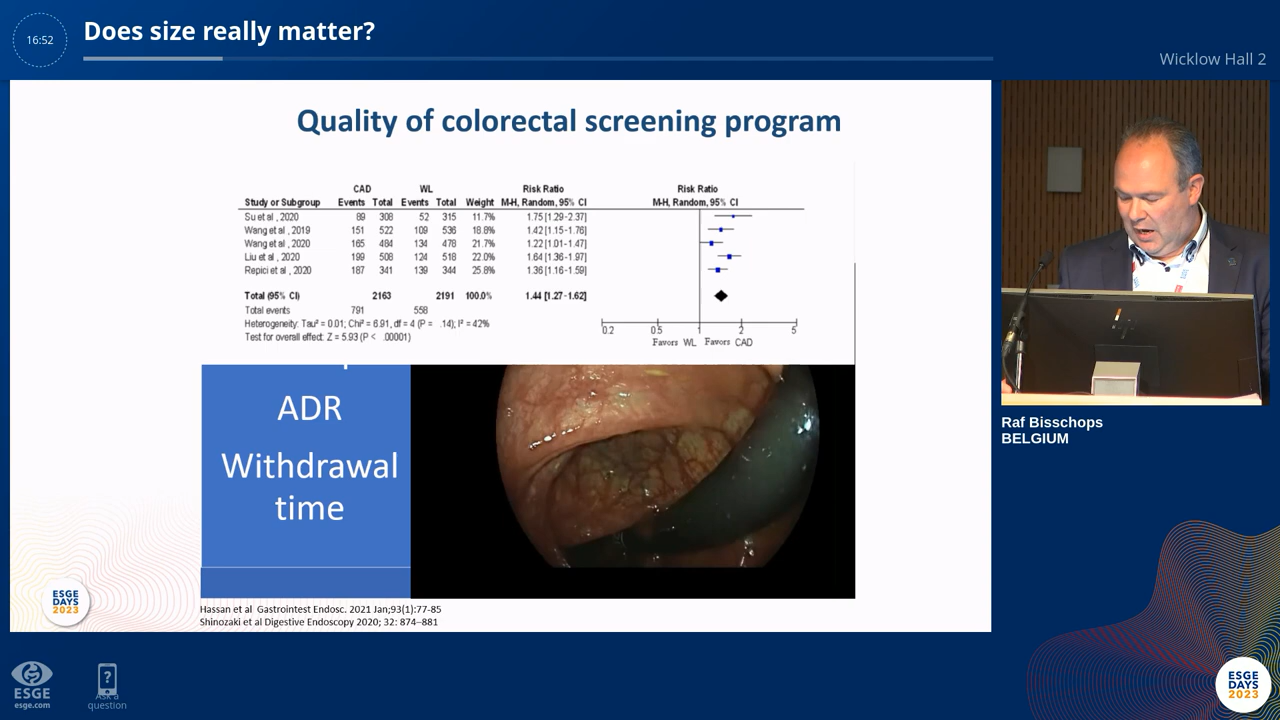 16:52
Does size really matter?
Wicklow Hall 2
Quality of colorectal screening program
CAD WL Risk Ratio Risk Ratio
Study or Subgroup Events Total Events Total Weight M-H, Random, 95% CI M-H, Random, 95% CI
Su et al , 2020 89 308 52 315 11.7% 1.75 [1.29-2.37]
Wang et al , 2019 151 522 109 536 18.8% 1.42 [1.15-1.76]
Wang et al , 2020 165 484 134 478 21.7% 1.22 [1.01-1.47]
Liu et al , 2020 199 508 124 518 22.0% 1.64 [1.36-1.97]
Repici et al , 2020 187 341 139 344 25.8% 1.36 [1.16-1.59]
Total (95% CI) 2163 2191 100.0% 1.44 [1.27-1.62]
Total events 791 558
Heterogeneity: Tau² = 0.01; Chi² = 6.91, df = 4 (P = .14); I² = 42%
Test for overall effect: Z = 5.93 (P < .00001)
0.2 0.5 1 2 5
Favors WL Favors CAD
ADR
Withdrawal
time
Hassan et al Gastrointest Endosc. 2021 Jan;93(1):77-85
Shinozaki et al Digestive Endoscopy 2020; 32: 874–881
ESGE
DAYS
2023
Raf Bisschops
BELGIUM
ESGE
esge.com
?
Ask a
question
ESGE
DAYS
2023